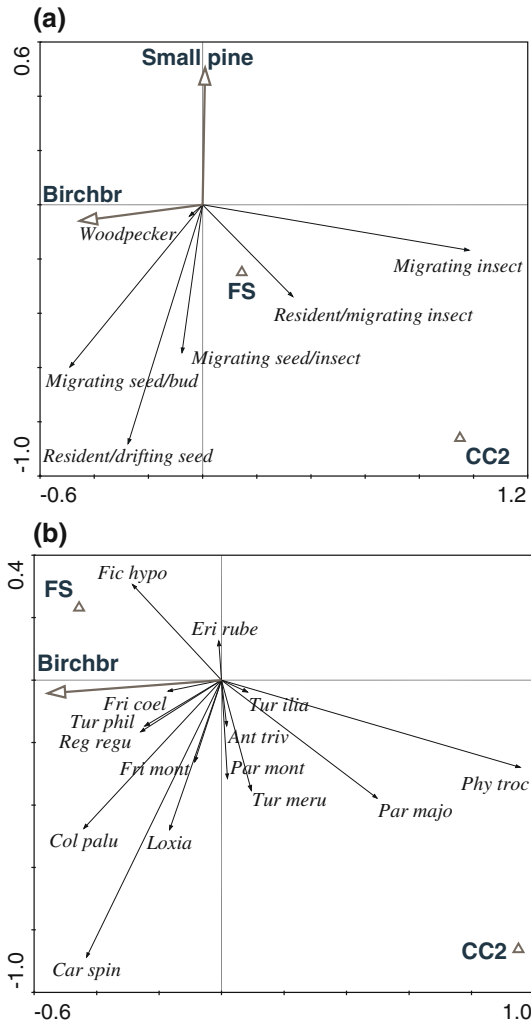 (a)
0.6
Small pine
Birchbr
Woodpecker
Migrating insect
FS
Resident/migrating insect
Migrating seed/insect
Migrating seed/bud
Resident/drifting seed
CC2
-1.0
-0.6
1.2
(b)
0.4
Fic hypo
FS
Eri rube
Birchbr
Fri coel
Tur ilia
Tur phil
Ant triv
Reg regu
Fri mont
Par mont
Phy troc
Tur meru
Par majo
Col palu
Loxia
Car spin
CC2
-1.0
-0.6
1.0